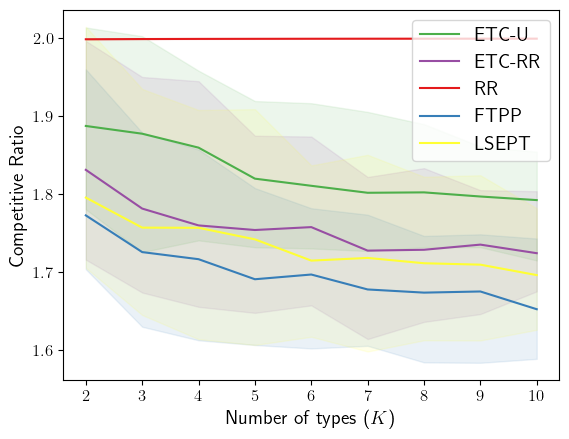 2.0
1.9
1.8
1.7
1.6
Competitive Ratio
ETC-U
ETC-RR
RR
FTPP
LSEPT
2 3 4 5 6 7 8 9 10
Number of types (K)